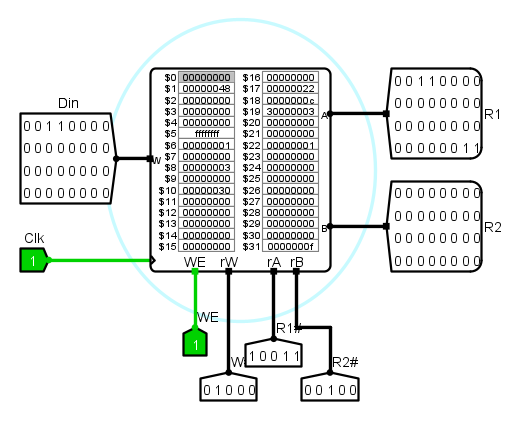 Din
0 0 1 1 0 0 0 0
0 0 0 0 0 0 0 0
0 0 0 0 0 0 0 0
0 0 0 0 0 0 0 0
Clk
1
$0 00000000 $16 00000000
$1 00000048 $17 00000022
$2 00000000 $18 0000000c
$3 00000000 $19 30000003
$4 00000000 $20 00000000
$5 ffffffff $21 00000000
$6 00000001 $22 00000001
$7 00000000 $23 00000000
$8 00000003 $24 00000000
$9 00000000 $25 00000000
$10 00000030 $26 00000000
$11 00000000 $27 00000000
$12 00000000 $28 00000000
$13 00000000 $29 00000000
$14 00000000 $30 00000000
$15 00000000 $31 0000000f
W
A
B
WE rW rA rB
0 0 1 1 0 0 0 0
0 0 0 0 0 0 0 0
0 0 0 0 0 0 0 0
0 0 0 0 0 0 1 1
R1
0 0 0 0 0 0 0 0
0 0 0 0 0 0 0 0
0 0 0 0 0 0 0 0
0 0 0 0 0 0 0 0
R2
WE
1
R1#
1 0 0 1 1
R2#
0 1 0 0 0
0 0 1 0 0